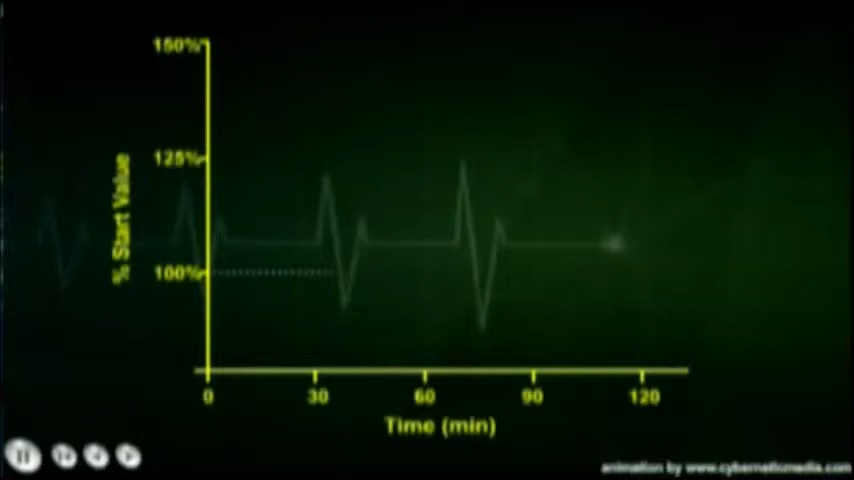 150%
125%
% Start Value
100%
0 30 60 90 120
Time (min)
animation by www.cyberneticmedia.com